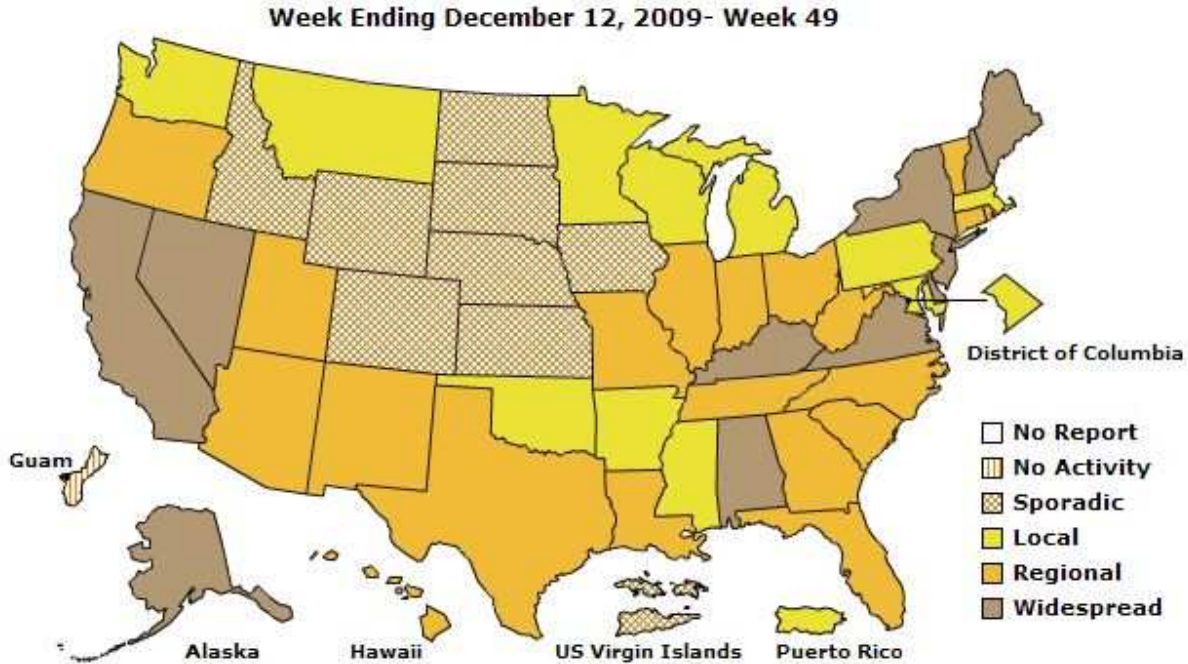 Week Ending December 12, 2009- Week 49
District of Columbia
No Report
Guam
No Activity
Sporadic
Local
Regional
Widespread
Alaska
Hawaii
US Virgin Islands
Puerto Rico